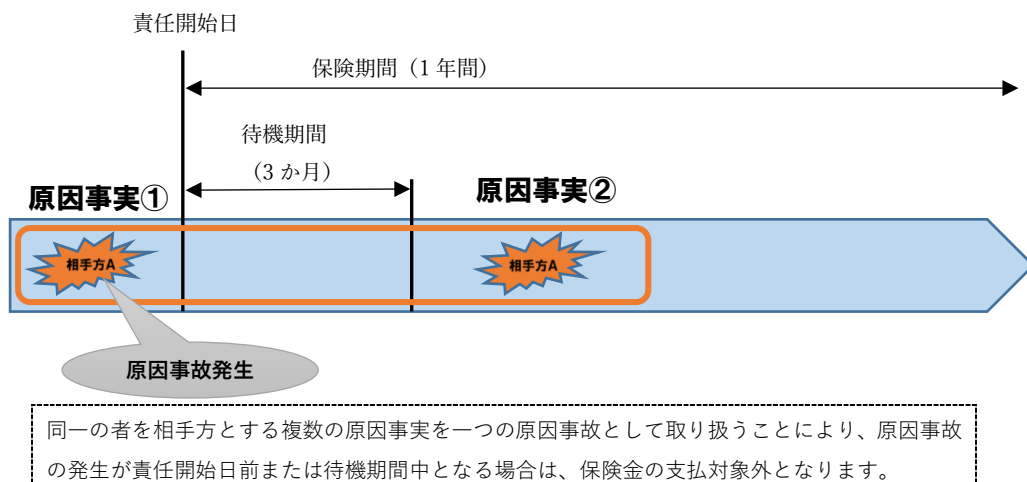 責任開始日
保険期間（1 年間）
待機期間
（3 か月）
原因事実①
原因事実②
相手方A
相手方A
原因事故発生
同一の者を相手方とする複数の原因事実を一つの原因事故として取り扱うことにより、原因事故
の発生が責任開始日前または待機期間中となる場合は、保険金の支払対象外となります。